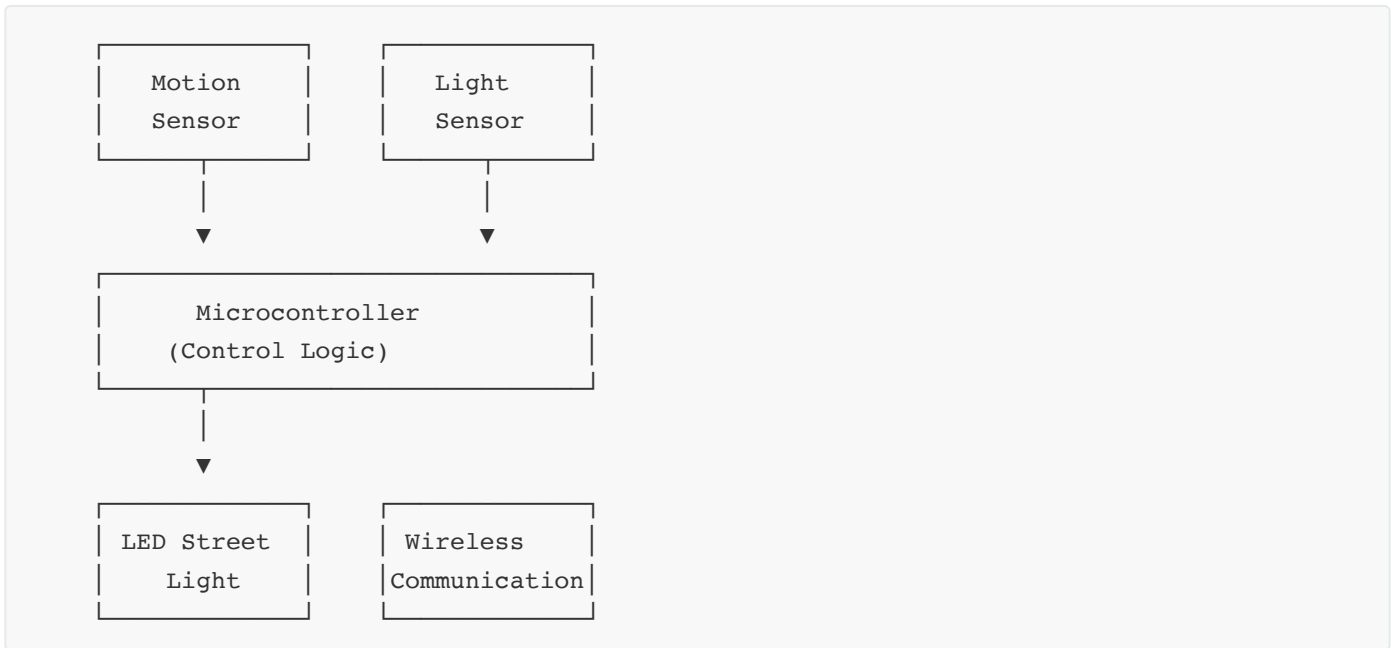 Motion Light
Sensor Sensor
Microcontroller
(Control Logic)
LED Street Wireless
Light Communication